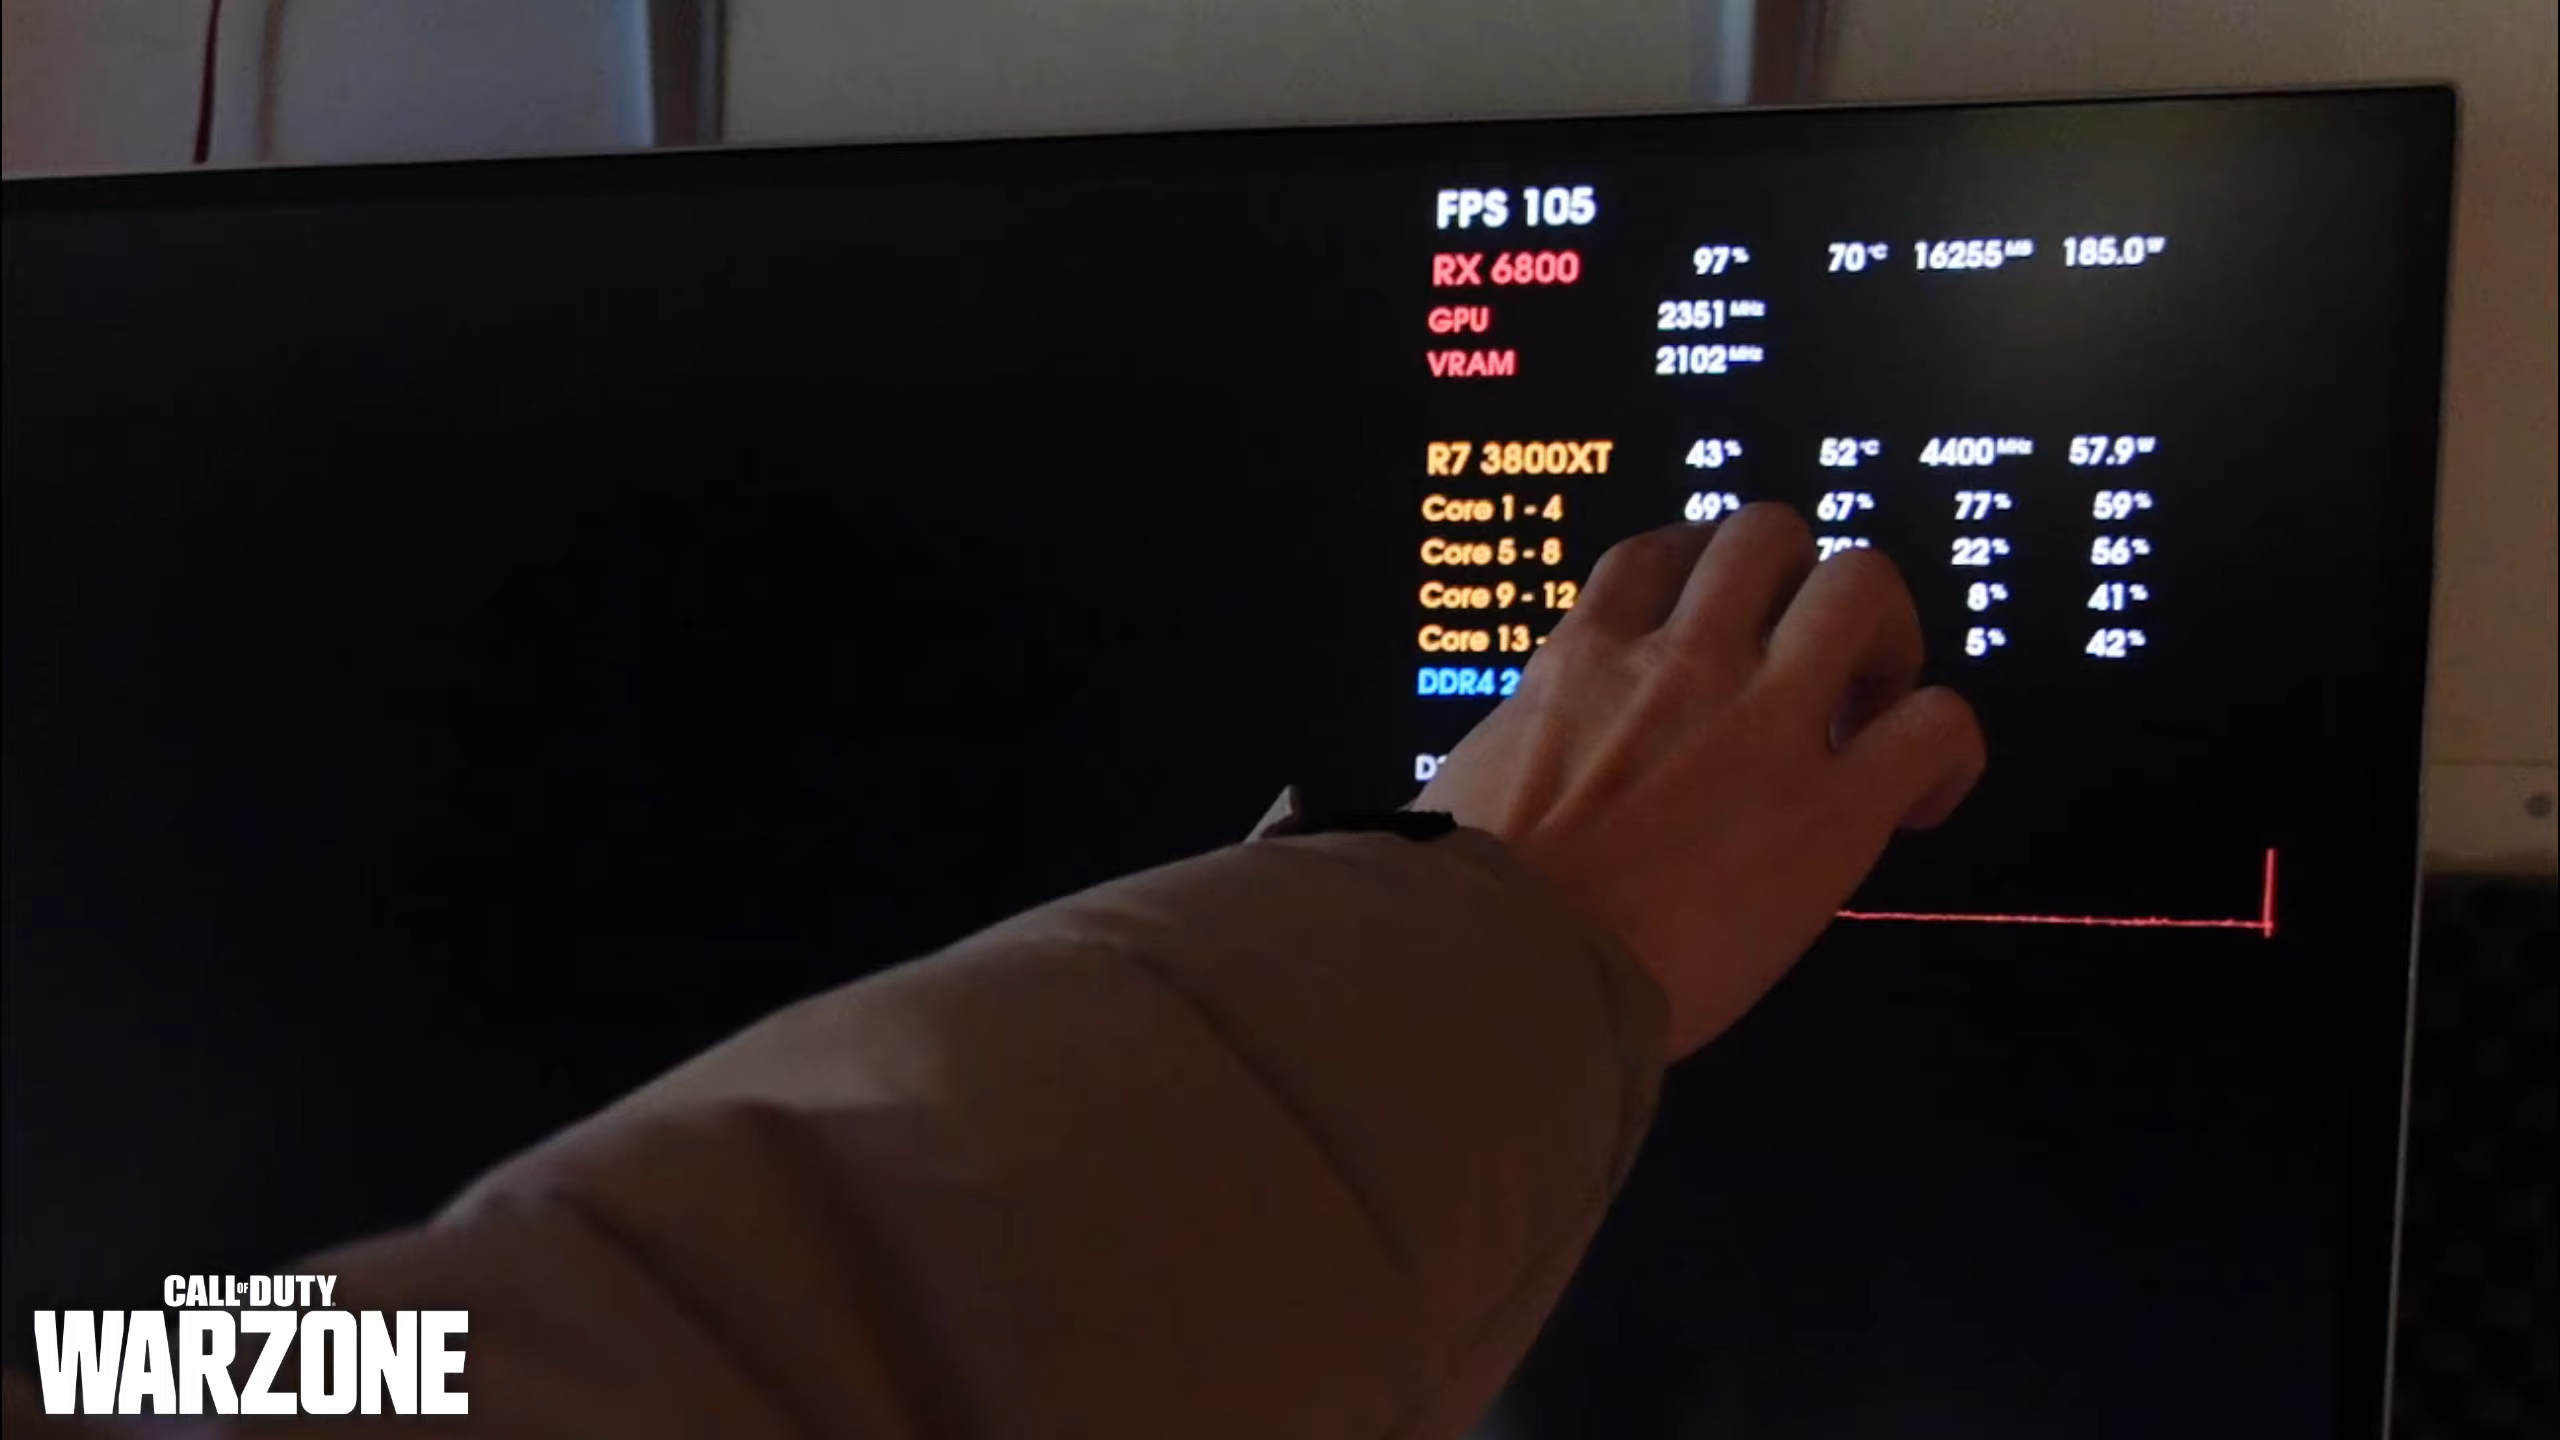 FPS 105
RX 6800 97% 70°C 16255MB 185.0W
GPU 2351MHz
VRAM 2102MHz
R7 3800XT 43% 52°C 4400MHz 57.9W
Core 1 - 4 69% 67% 77% 59%
Core 5 - 8 22% 56%
Core 9 - 12 8% 41%
Core 13 - 5% 42%
DDR4
CALL OF DUTY
WARZONE